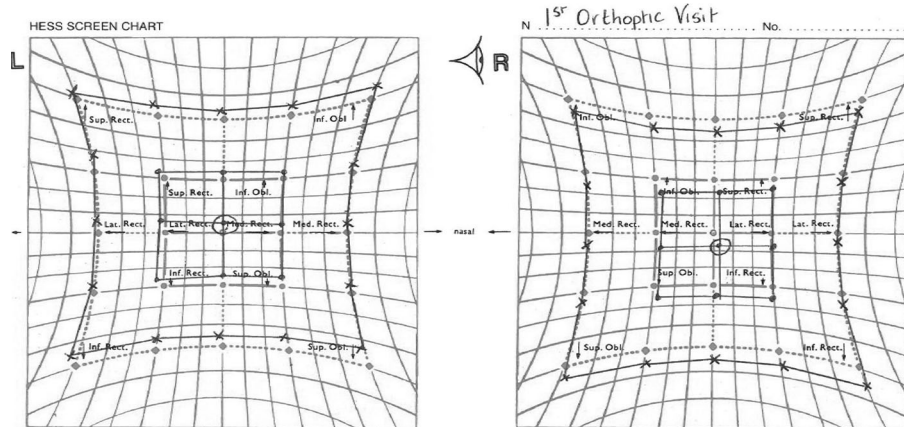 HESS SCREEN CHART
N 1st Orthoptic Visit No.
L
R
Sup. Rect. Inf. Obl
Inf. Obl. Sup. Rect.
Sup. Rect. Inf. Obl.
Inf. Obl. Sup. Rect.
Lat. Rect. Lat. Rect. Med. Rect. Med. Rect.
nasal
Med. Rect. Med. Rect. Lat. Rect. Lat. Rect.
Inf. Rect. Sup. Obl.
Sup. Obl. Inf. Rect.
Inf. Rect. Sup. Obl.
Sup. Obl. Inf. Rect.